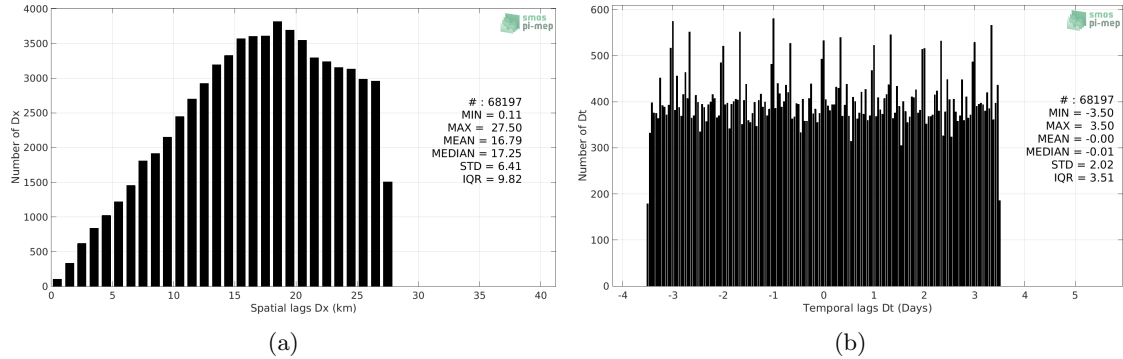 4000
3500
3000
2500
2000
1500
1000
500
0
Number of Dx
0 5 10 15 20 25 30 35 40
Spatial lags Dx (km)
smos
pi-mep
# : 68197
MIN = 0.11
MAX = 27.50
MEAN = 16.79
MEDIAN = 17.25
STD = 6.41
IQR = 9.82
(a)
600
500
400
300
200
100
0
Number of Dt
-4 -3 -2 -1 0 1 2 3 4 5
Temporal lags Dt (Days)
smos
pi-mep
# : 68197
MIN = -3.50
MAX = 3.50
MEAN = -0.00
MEDIAN = -0.01
STD = 2.02
IQR = 3.51
(b)